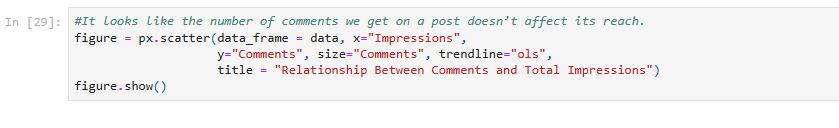 In [29]: #It looks like the number of comments we get on a post doesn’t affect its reach.
figure = px.scatter(data_frame = data, x="Impressions",
y="Comments", size="Comments", trendline="ols",
title = "Relationship Between Comments and Total Impressions")
figure.show()